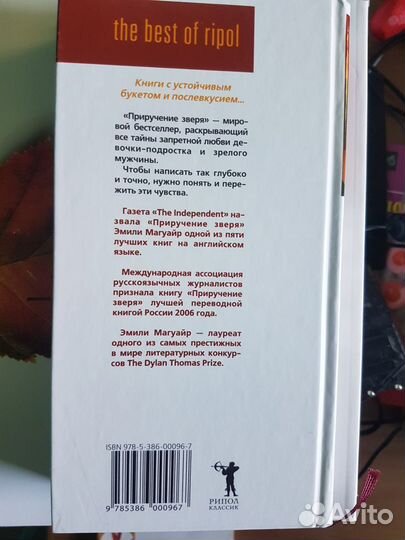 the best of ripol
Книги с устойчивым
букетом и послевкусием...
«Приручение зверя» — миро-
вой бестселлер, раскрывающий
все тайны запретной любви де-
вочки-подростка и зрелого
мужчины.
Чтобы написать так глубоко
и точно, нужно понять и пере-
жить эти чувства.
Газета «The Independent» на-
звала «Приручение зверя»
Эмили Магуайр одной из пяти
лучших книг на английском
языке.
Международная ассоциация
русскоязычных журналистов
признала книгу «Приручение
зверя» лучшей переводной
книгой России 2006 года.
Эмили Магуайр — лауреат
одного из самых престижных
в мире литературных конкур-
сов The Dylan Thomas Prize.
ISBN 978-5-386-00096-7
9 785386 000967
РИПОЛ
КЛАССИК
Avito